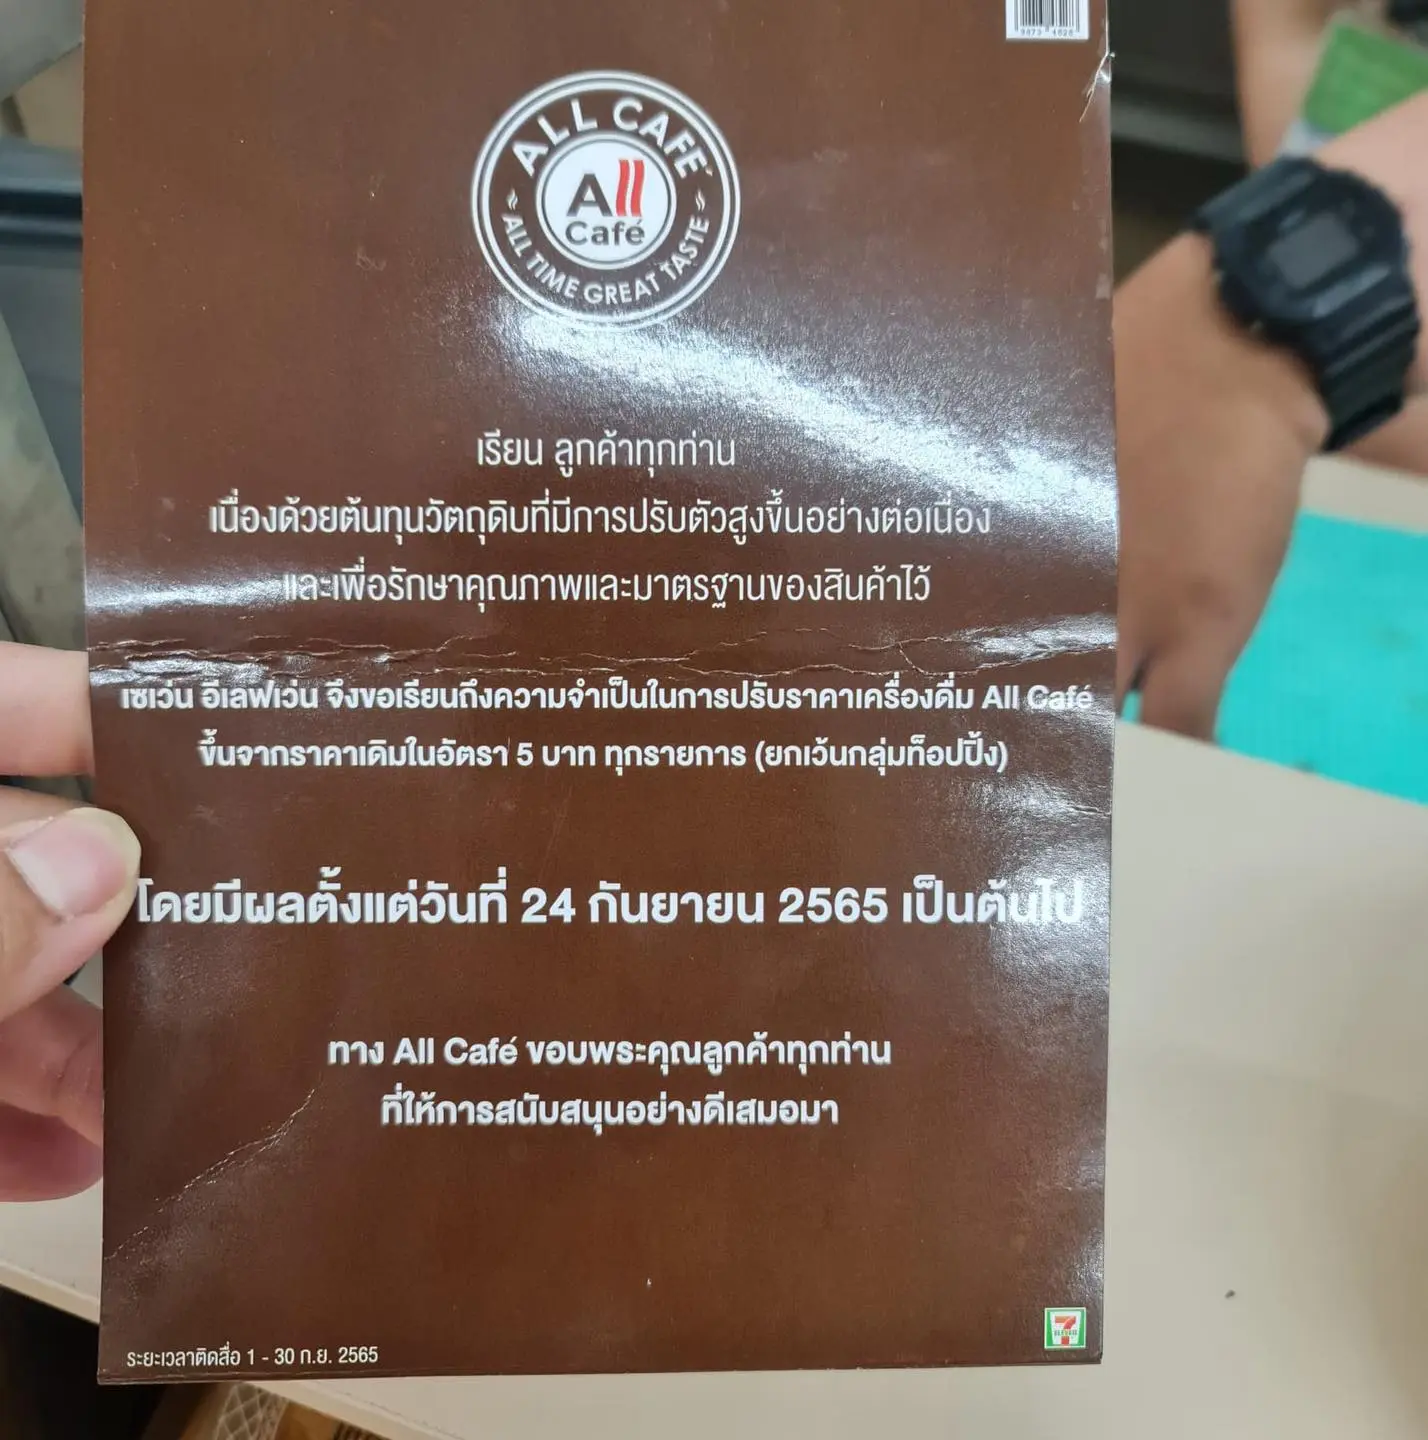 9873 4828
ALL CAFÉ
All
Café
ALL TIME GREAT TASTE
เรียน ลูกค้าทุกท่าน
เนื่องด้วยต้นทุนวัตถุดิบที่มีการปรับตัวสูงขึ้นอย่างต่อเนื่อง
และเพื่อรักษาคุณภาพและมาตรฐานของสินค้าไว้
เซเว่น อีเลฟเว่น จึงขอเรียนถึงความจำเป็นในการปรับราคาเครื่องดื่ม All Café
ขึ้นจากราคาเดิมในอัตรา 5 บาท ทุกรายการ (ยกเว้นกลุ่มท็อปปิ้ง)
โดยมีผลตั้งแต่วันที่ 24 กันยายน 2565 เป็นต้นไป
ทาง All Café ขอบพระคุณลูกค้าทุกท่าน
ที่ให้การสนับสนุนอย่างดีเสมอมา
7
ELEVEN
ระยะเวลาติดสื่อ 1 - 30 ก.ย. 2565